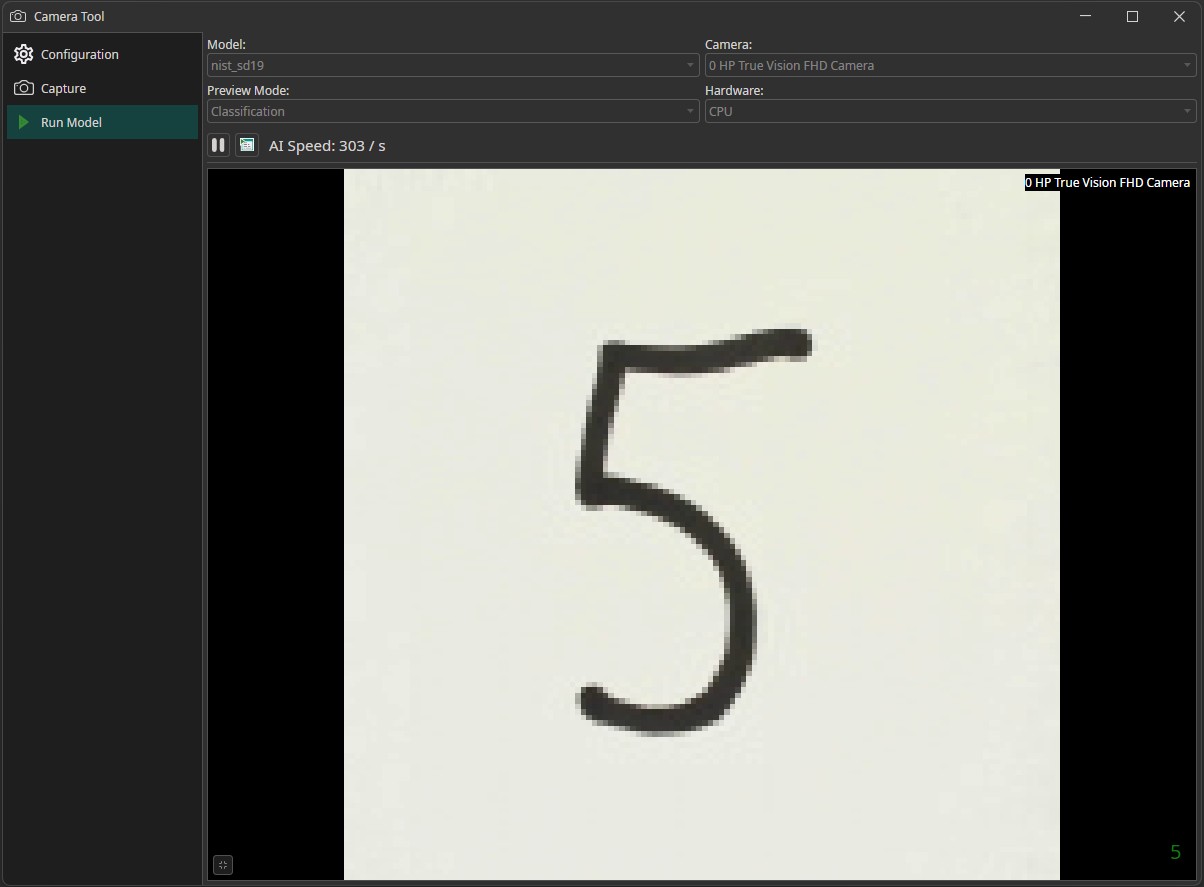 Camera Tool
Configuration
Capture
Run Model
Model:
nist_sd19
Camera:
0 HP True Vision FHD Camera
Preview Mode:
Classification
Hardware:
CPU
AI Speed: 303 / s
0 HP True Vision FHD Camera
5
5